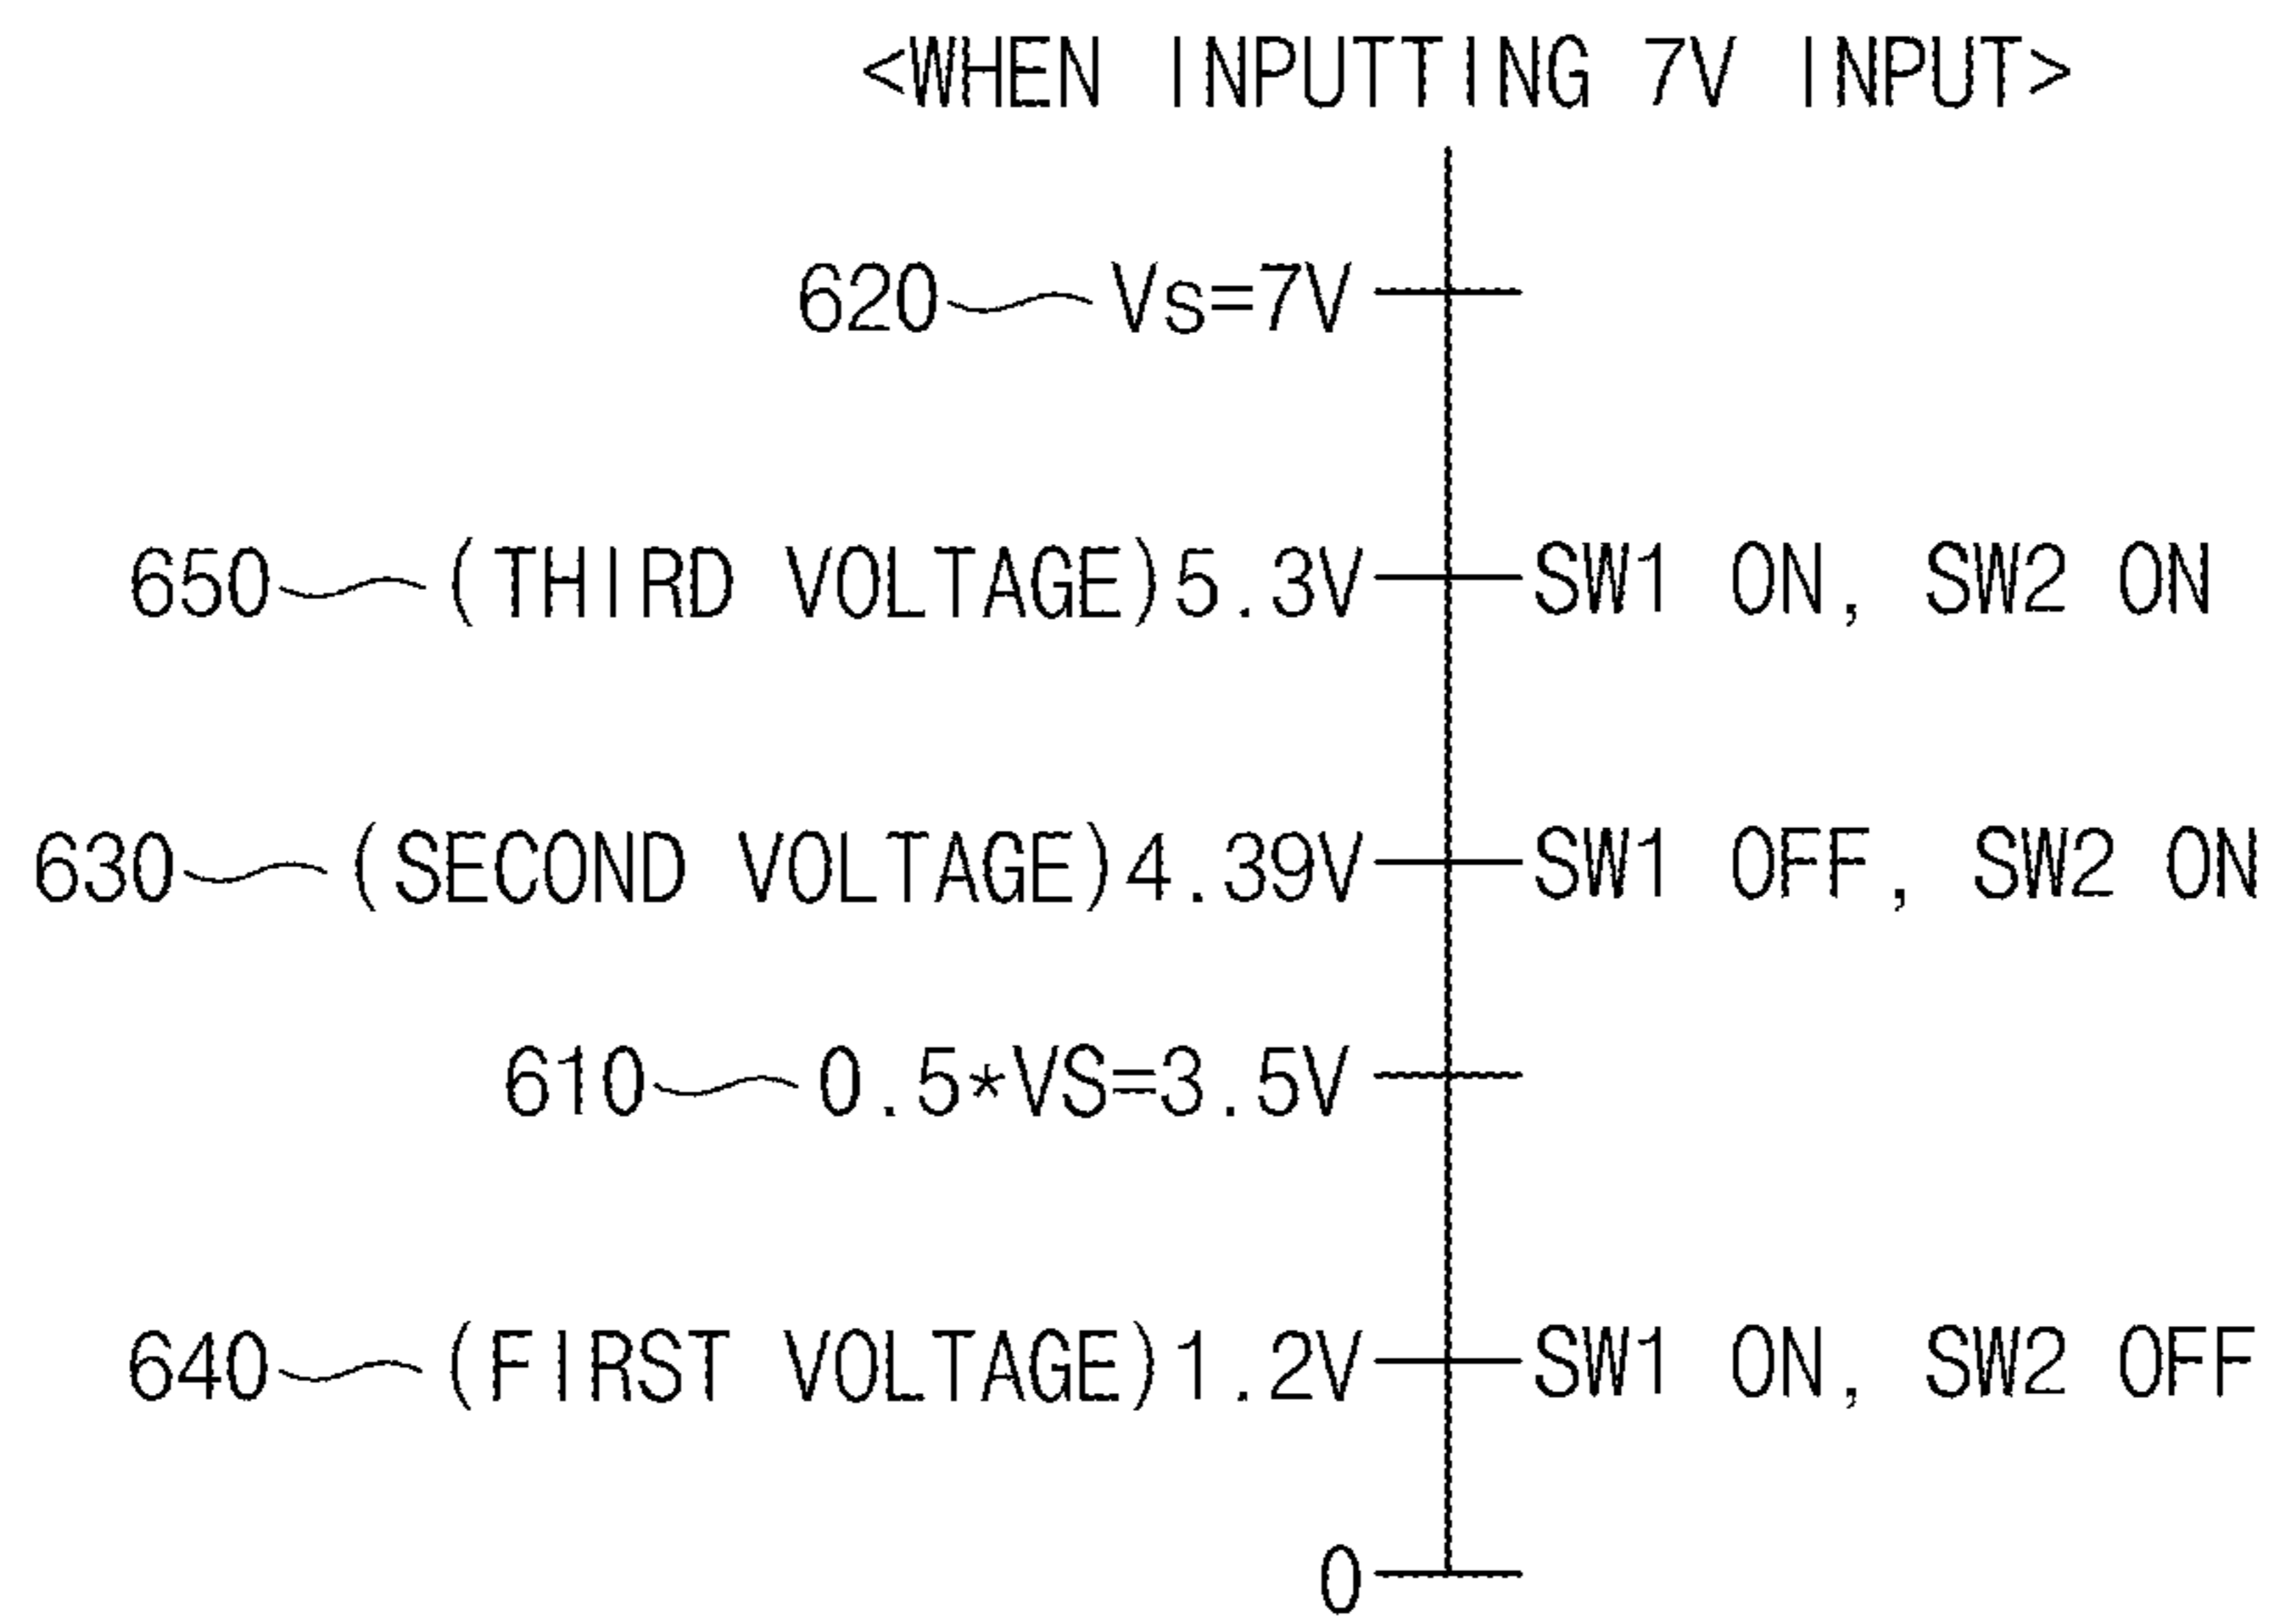 <WHEN INPUTTING 7V INPUT>
620 Vs=7V
650 (THIRD VOLTAGE)5.3V SW1 ON, SW2 ON
630 (SECOND VOLTAGE)4.39V SW1 OFF, SW2 ON
610 0.5*VS=3.5V
640 (FIRST VOLTAGE)1.2V SW1 ON, SW2 OFF
0